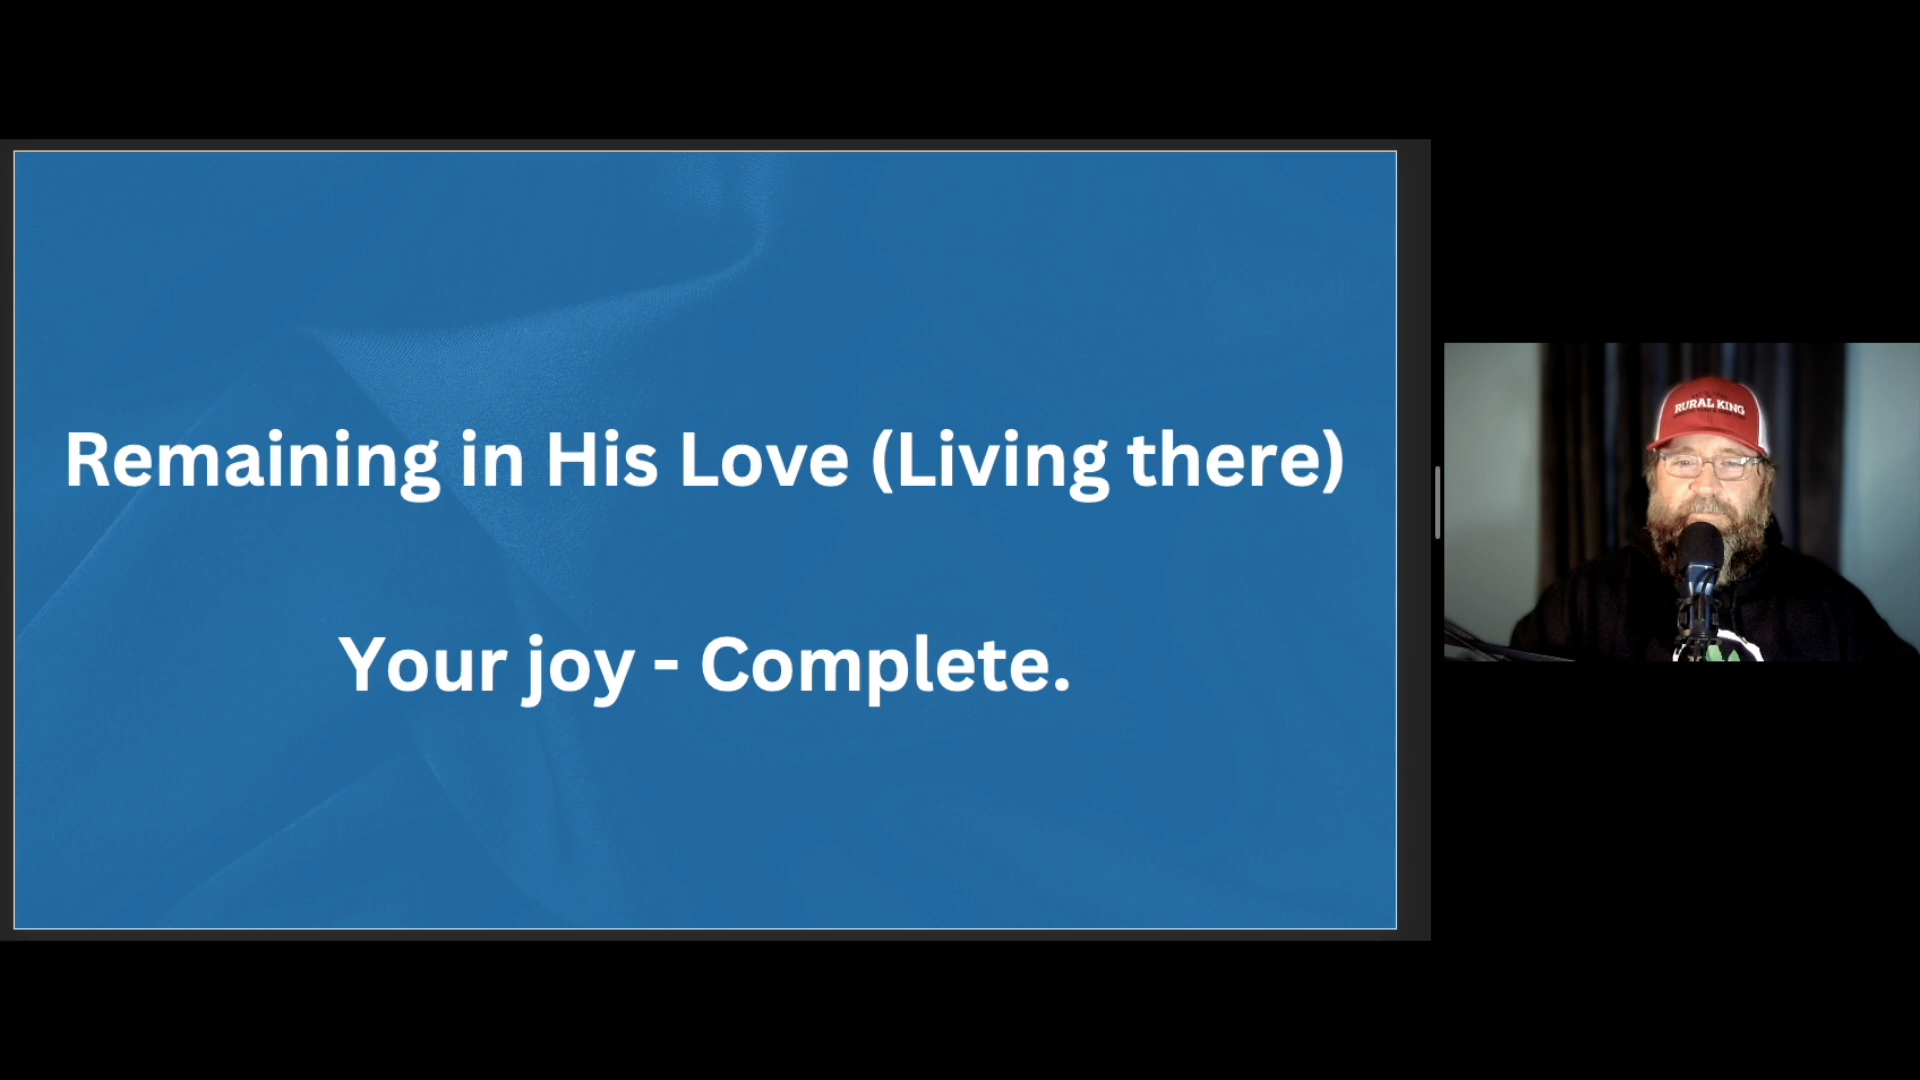 Remaining in His Love (Living there)
Your joy - Complete.
RURAL KING